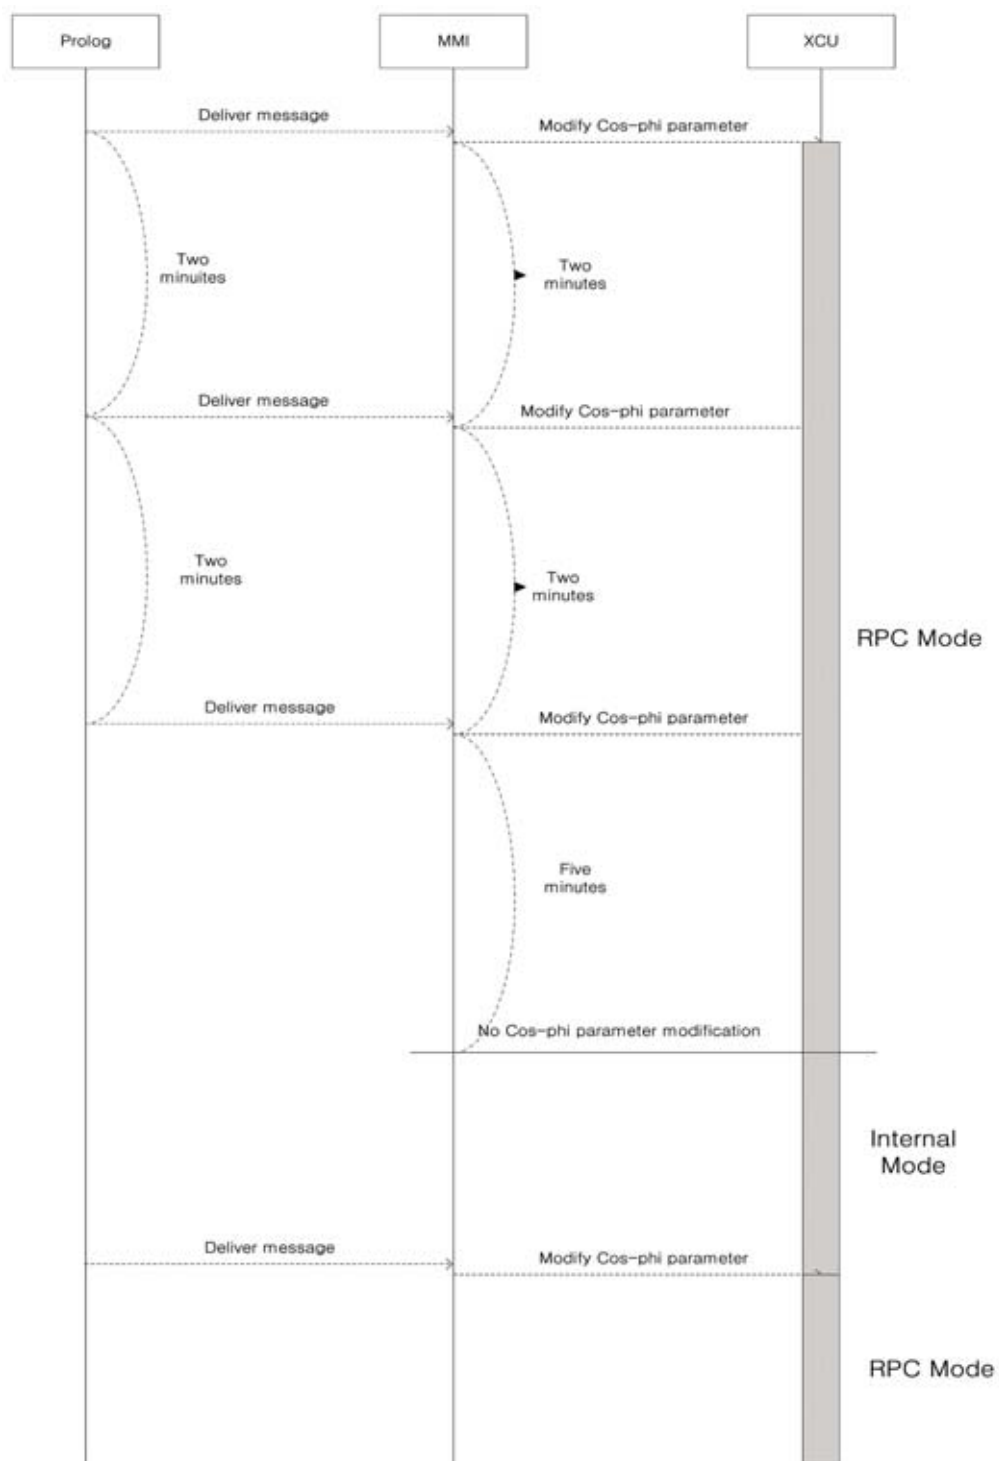 Prolog
MMI
XCU
Deliver message
Modify Cos-phi parameter
Two
minuites
Two
minutes
Deliver message
Modify Cos-phi parameter
Two
minutes
Two
minutes
RPC Mode
Deliver message
Modify Cos-phi parameter
Five
minutes
No Cos-phi parameter modification
Internal
Mode
Deliver message
Modify Cos-phi parameter
RPC Mode